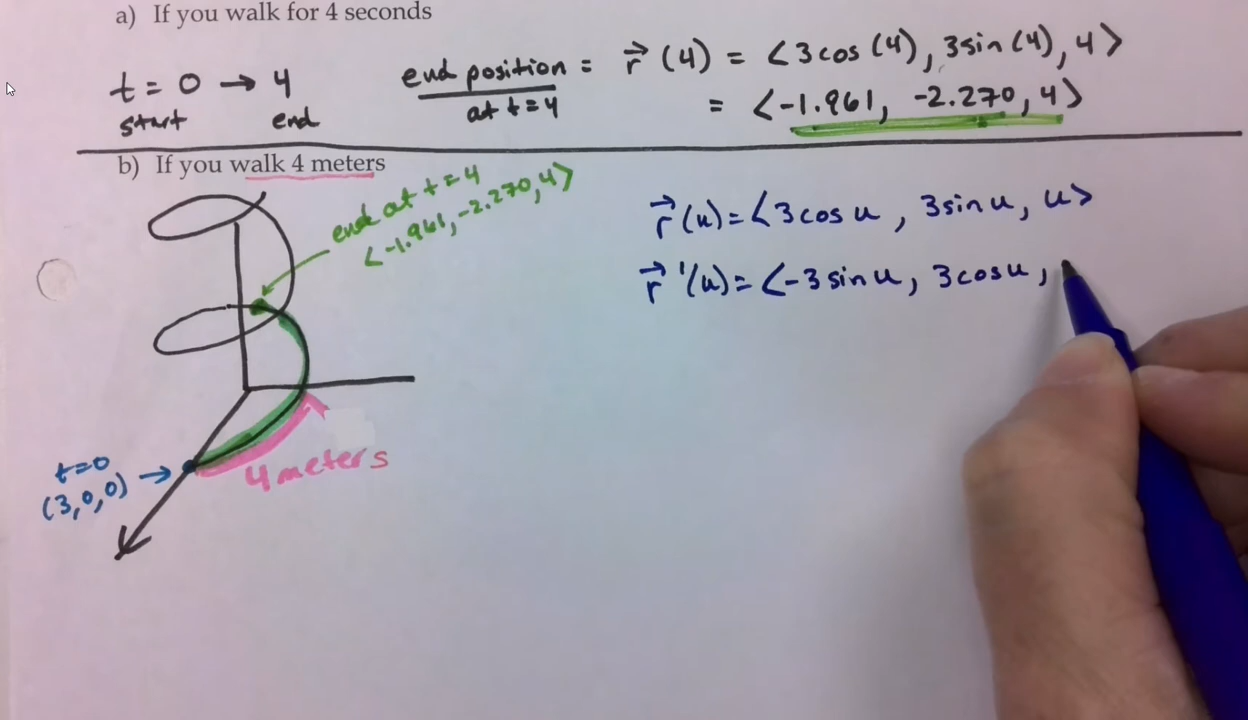 a) If you walk for 4 seconds
t = 0 → 4
start end
end position = r⃗ (4) = <3cos(4), 3sin(4), 4>
at t=4
= <-1.961, -2.270, 4>
b) If you walk 4 meters
end at t=4
<-1.961, -2.270, 4>
t=0
(3,0,0) →
4 meters
r⃗(u)=<3cos u, 3sin u, u>
r⃗'(u)=<-3sin u, 3cos u,